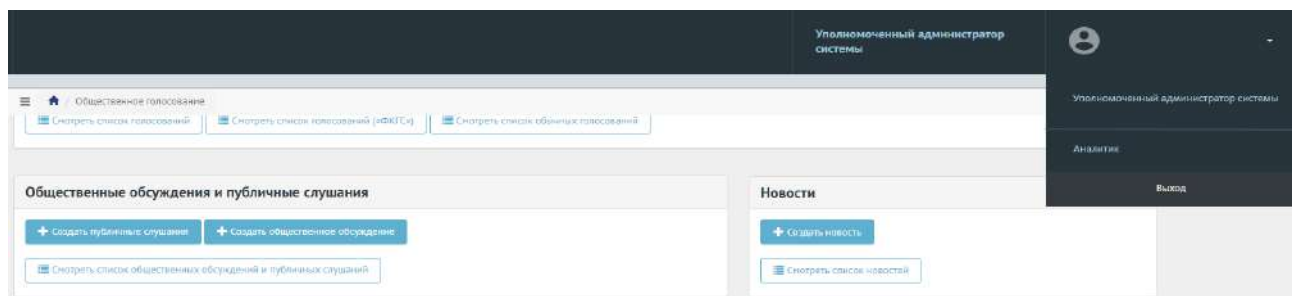 Уполномоченный администратор
системы
Общественное голосование
Уполномоченный администратор системы
Смотреть список голосований
Смотреть список голосований («ФКГС»)
Смотреть список обычных голосований
Аналитик
Выход
Общественные обсуждения и публичные слушания
Новости
Создать публичные слушания
Создать общественное обсуждение
Создать новость
Смотреть список общественных обсуждений и публичных слушаний
Смотреть список новостей